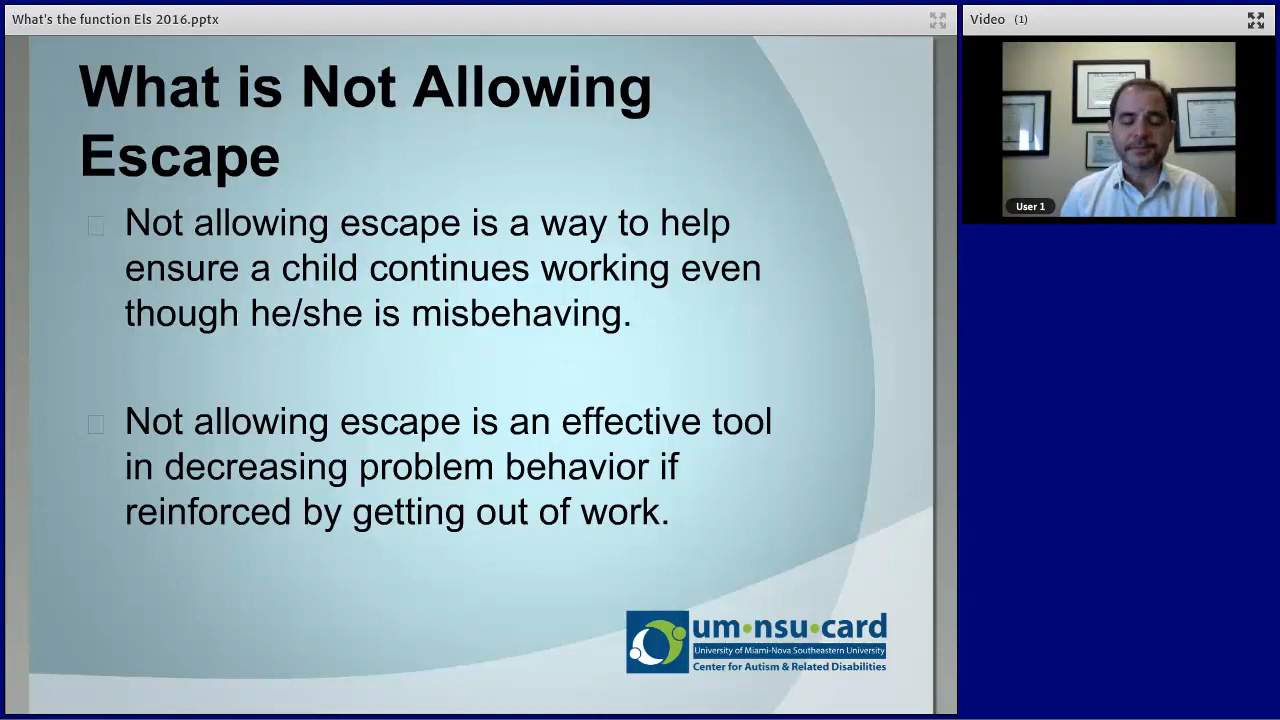 What's the function Els 2016.pptx
Video (1)
What is Not Allowing
Escape
Not allowing escape is a way to help
ensure a child continues working even
though he/she is misbehaving.
Not allowing escape is an effective tool
in decreasing problem behavior if
reinforced by getting out of work.
User 1
um•nsu•card
University of Miami-Nova Southeastern University
Center for Autism & Related Disabilities